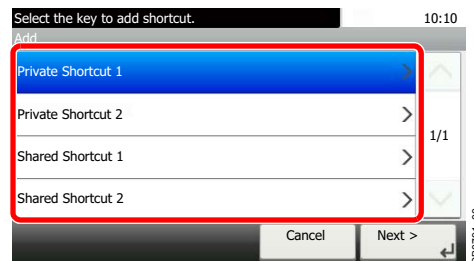 Select the key to add shortcut.
10:10
Add
Private Shortcut 1
Private Shortcut 2
1/1
Shared Shortcut 1
Shared Shortcut 2
Cancel
Next >